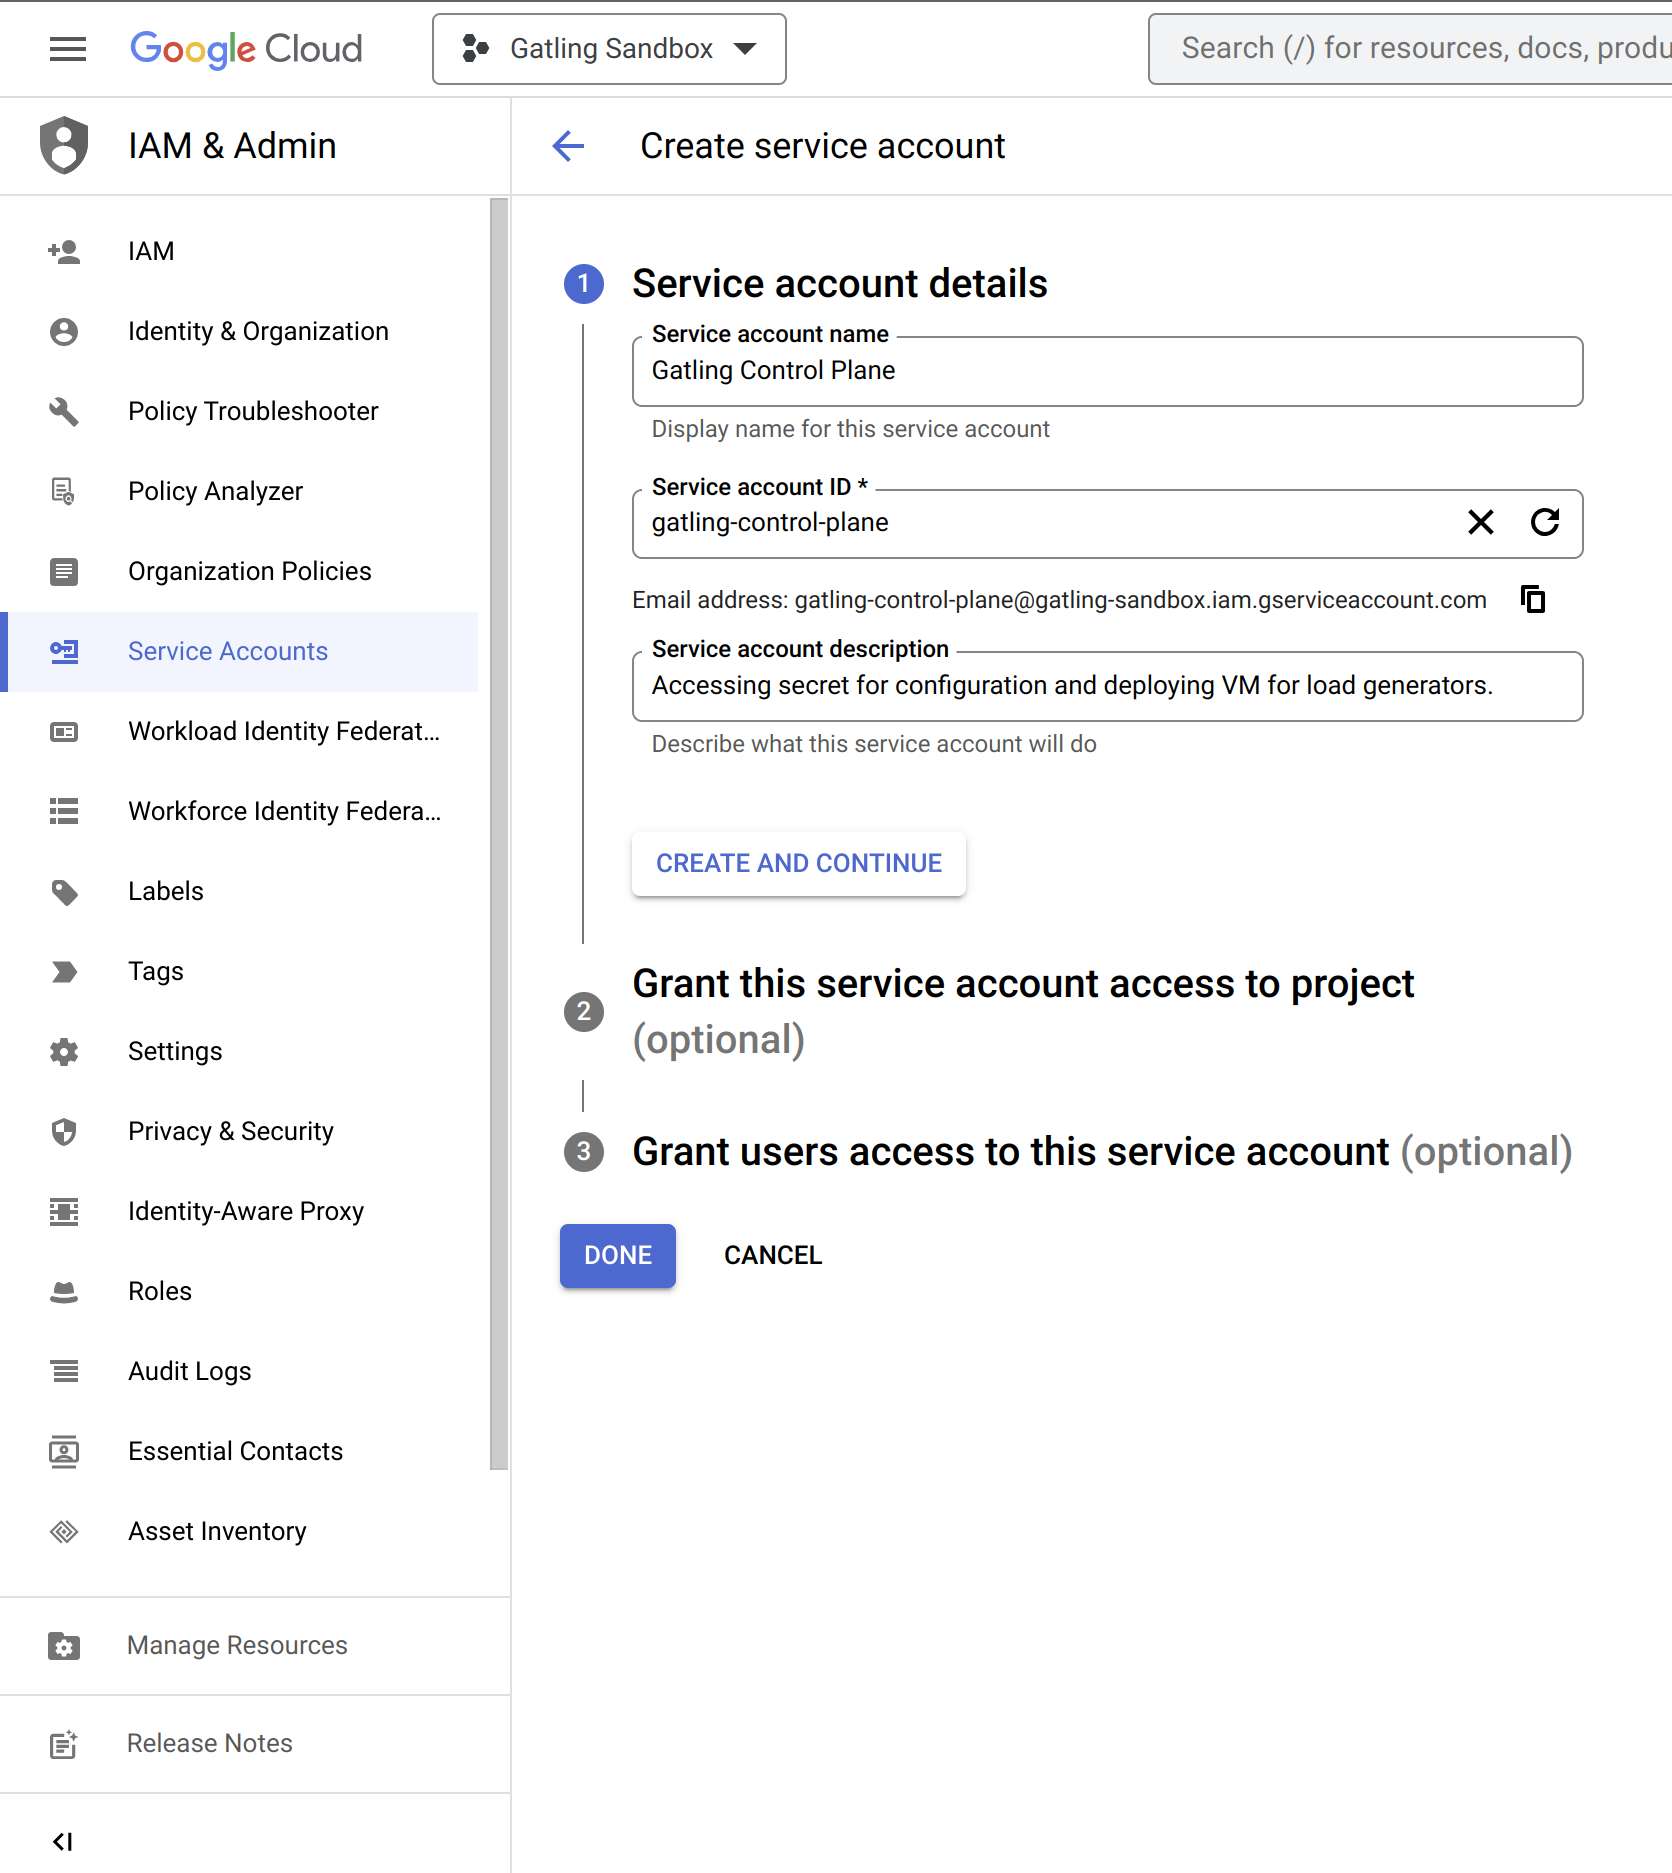 Google Cloud
Gatling Sandbox
Search (/) for resources, docs, produ
IAM & Admin
Create service account
IAM
Identity & Organization
Policy Troubleshooter
Policy Analyzer
Organization Policies
Service Accounts
Workload Identity Federat...
Workforce Identity Federa...
Labels
Tags
Settings
Privacy & Security
Identity-Aware Proxy
Roles
Audit Logs
Essential Contacts
Asset Inventory
Manage Resources
Release Notes
1 Service account details
Service account name
Gatling Control Plane
Display name for this service account
Service account ID *
gatling-control-plane
Email address: gatling-control-plane@gatling-sandbox.iam.gserviceaccount.com
Service account description
Accessing secret for configuration and deploying VM for load generators.
Describe what this service account will do
CREATE AND CONTINUE
2 Grant this service account access to project
(optional)
3 Grant users access to this service account (optional)
DONE
CANCEL